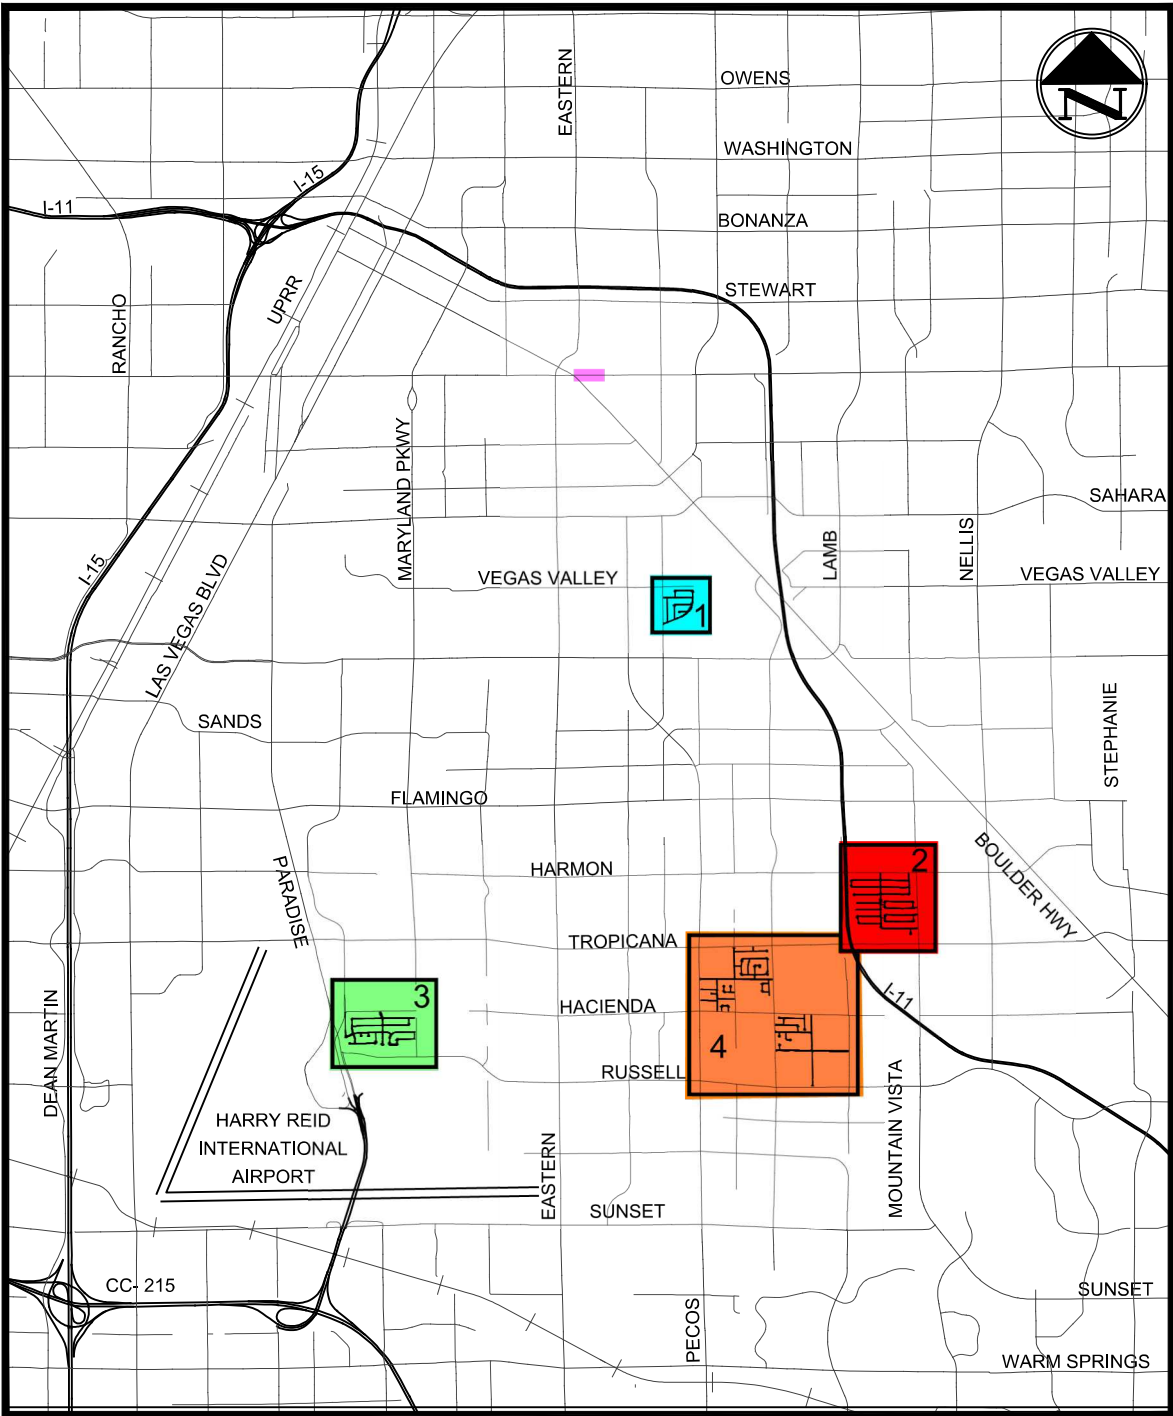 OWENS
EASTERN
N
WASHINGTON
I-15
I-11
BONANZA
UPRR
STEWART
RANCHO
MARYLAND PKWY
SAHARA
LAMB
NELLIS
I-15
LAS VEGAS BLVD
VEGAS VALLEY
VEGAS VALLEY
1
SANDS
STEPHANIE
FLAMINGO
HARMON
2
BOULDER HWY
PARADISE
TROPICANA
3
HACIENDA
I-11
4
DEAN MARTIN
RUSSELL
MOUNTAIN VISTA
HARRY REID
INTERNATIONAL
AIRPORT
EASTERN
SUNSET
CC- 215
SUNSET
PECOS
WARM SPRINGS